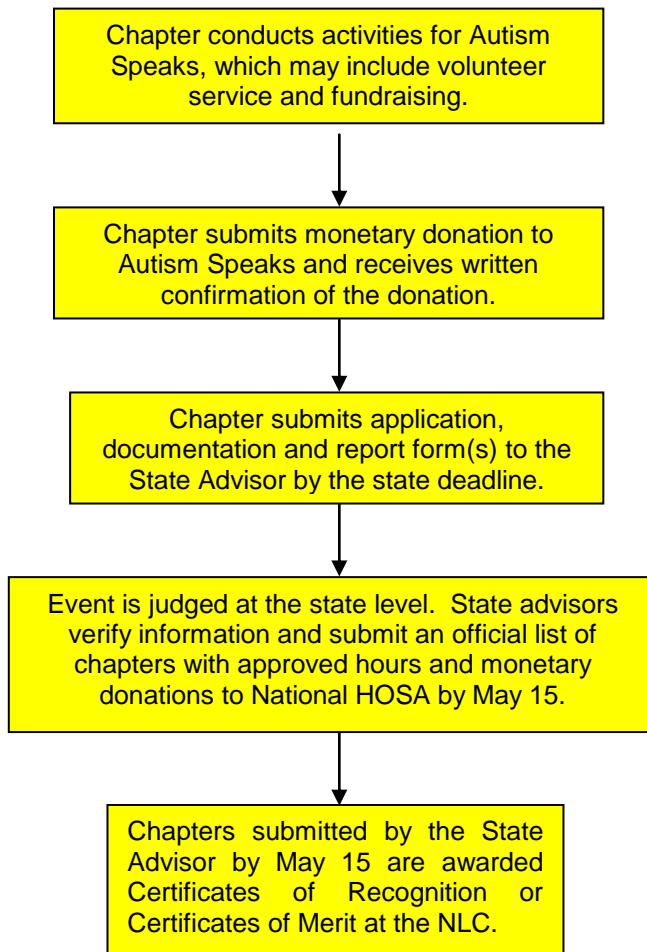 Chapter conducts activities for Autism
Speaks, which may include volunteer
service and fundraising.
Chapter submits monetary donation to
Autism Speaks and receives written
confirmation of the donation.
Chapter submits application,
documentation and report form(s) to the
State Advisor by the state deadline.
Event is judged at the state level.  State advisors
verify information and submit an official list of
chapters with approved hours and monetary
donations to National HOSA by May 15.
Chapters submitted by the State
Advisor by May 15 are awarded
Certificates of Recognition or
Certificates of Merit at the NLC.